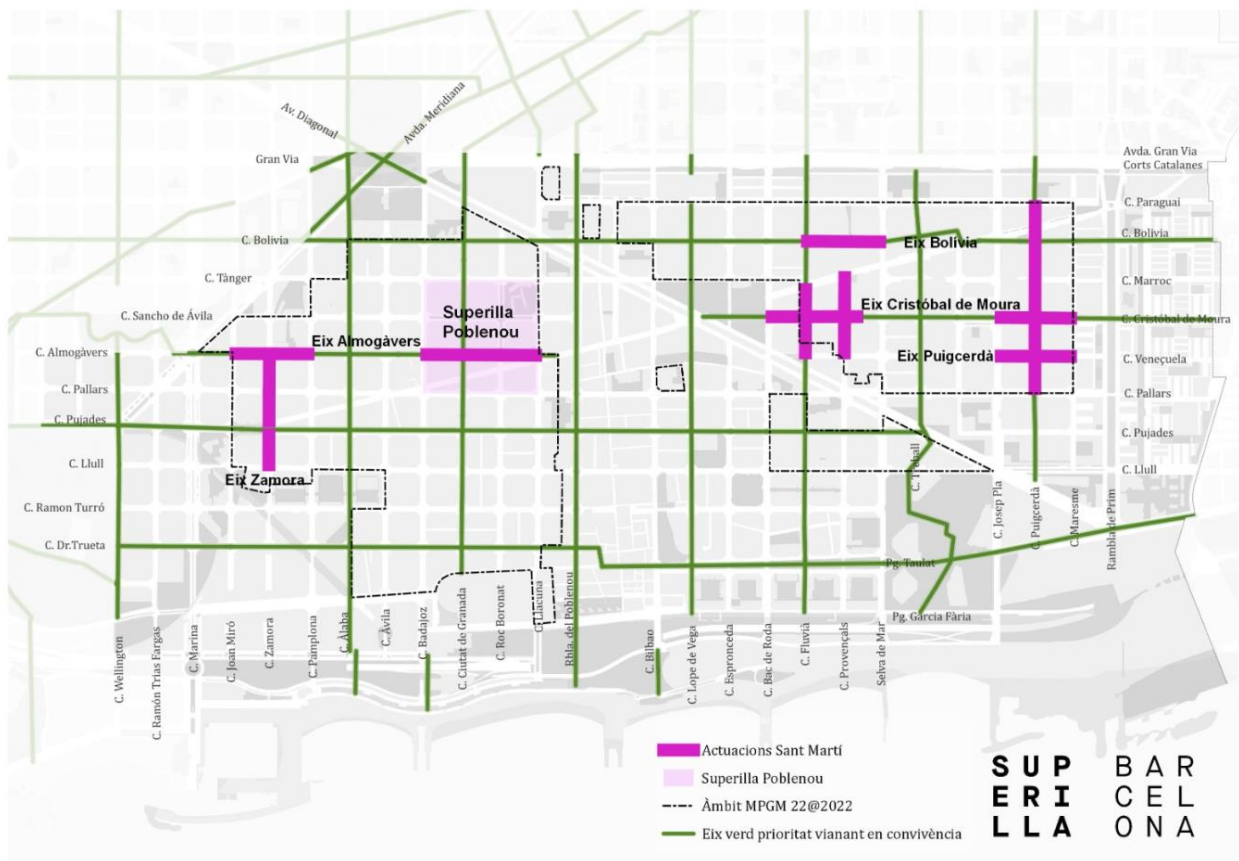 Av. Diagonal
Avda. Meridiana
Gran Via
Avda. Gran Via
Corts Catalanes
C. Paraguai
C. Bolivia
Eix Bolívia
C. Bolivia
C. Tànger
C. Marroc
C. Sancho de Ávila
Superilla
Poblenou
Eix Cristóbal de Moura
C. Cristóbal de Moura
Eix Almogàvers
C. Almogàvers
Eix Puigcerdà
C. Veneçuela
C. Pallars
C. Pallars
C. Pujades
C. Pujades
C. Llull
C. Llull
Eix Zamora
C. Treball
C. Ramon Turró
C. Josep Pla
C. Puigcerdà
C. Maresme
Rambla de Prim
C. Dr.Trueta
Pg. Taulat
Pg. Garcia Fària
C. Wellington
C. Ramón Trias Fargas
C. Marina
C. Joan Miró
C. Zamora
C. Pamplona
C. Àlaba
C. Ávila
C. Badajoz
C. Ciutat de Granada
C. Roc Boronat
C. Llacuna
Rbla. del Poblenou
C. Bilbao
C. Lope de Vega
C. Espronceda
C. Bac de Roda
C. Fluvià
C. Provençals
Selva de Mar
Actuacions Sant Martí
Superilla Poblenou
Àmbit MPGM 22@2022
Eix verd prioritat vianant en convivència
SUP BAR
ERI CEL
LLA ONA